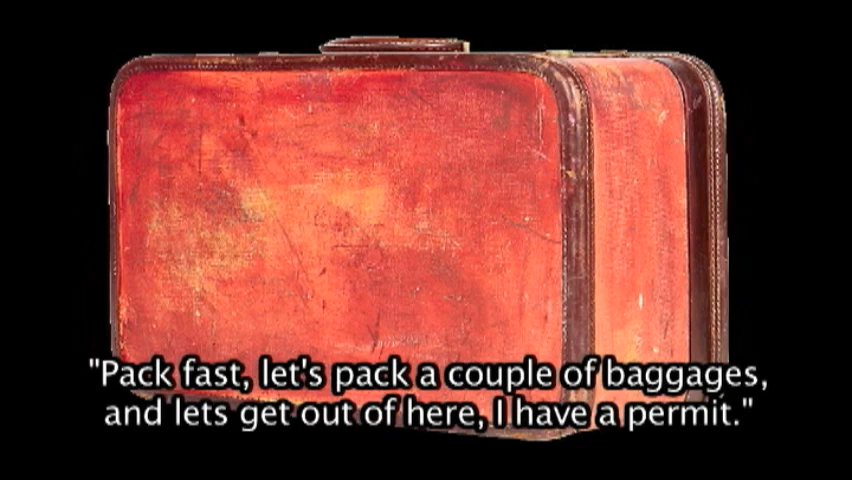 "Pack fast, let's pack a couple of baggages,
and lets get out of here, I have a permit."